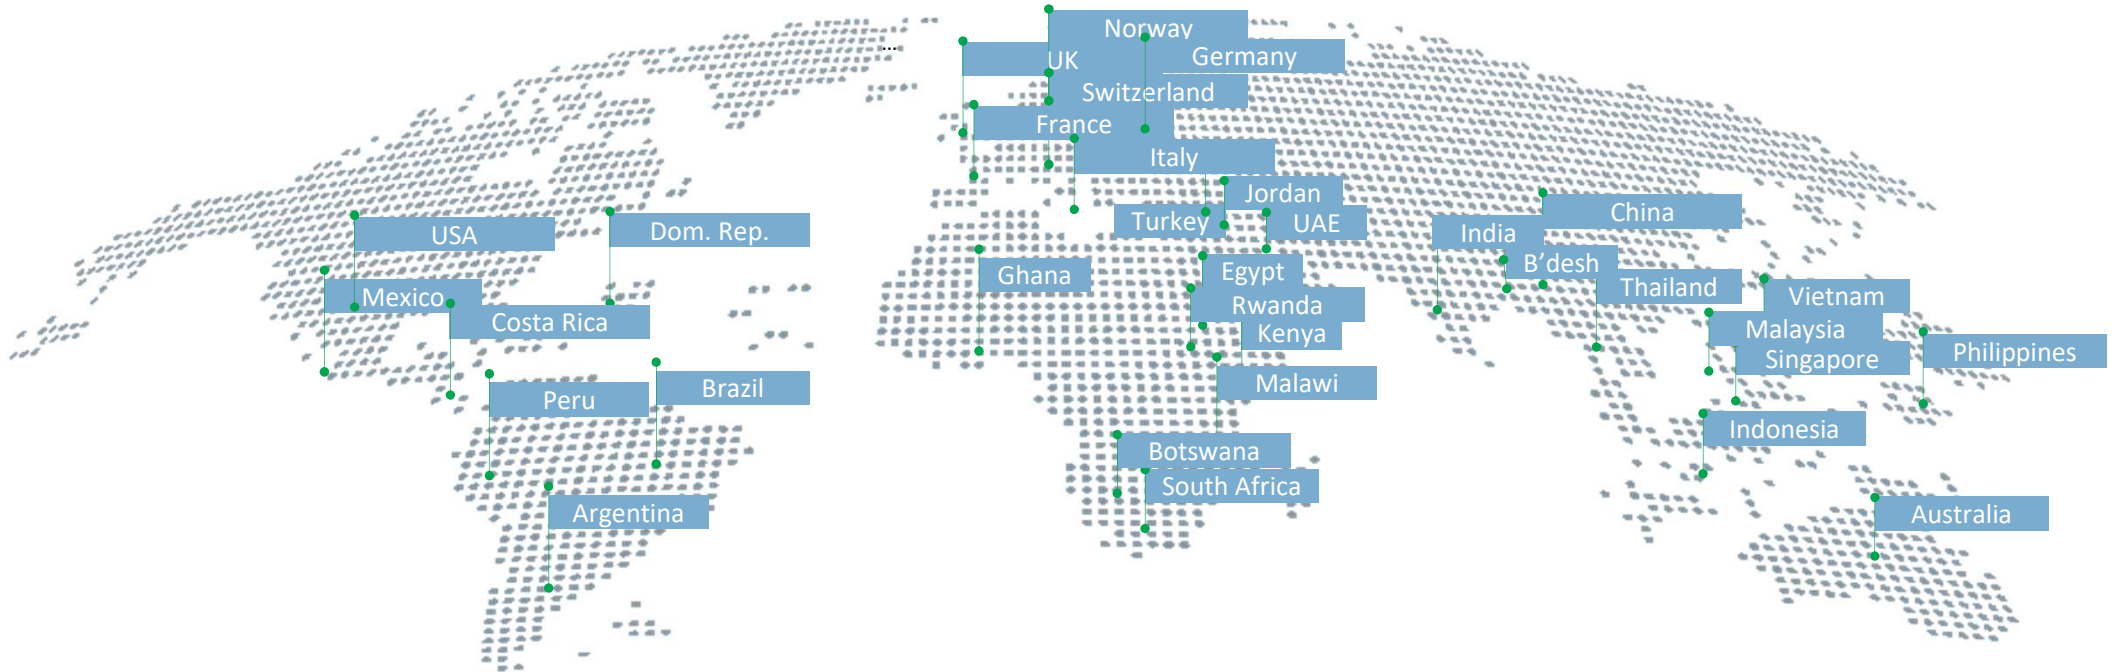 Norway
...
UK
Germany
Switzerland
France
Italy
Jordan
Turkey
UAE
USA
Dom. Rep.
Mexico
Costa Rica
Peru
Brazil
Argentina
Ghana
Egypt
Rwanda
Kenya
Malawi
Botswana
South Africa
China
India
B’desh
Thailand
Vietnam
Malaysia
Singapore
Philippines
Indonesia
Australia